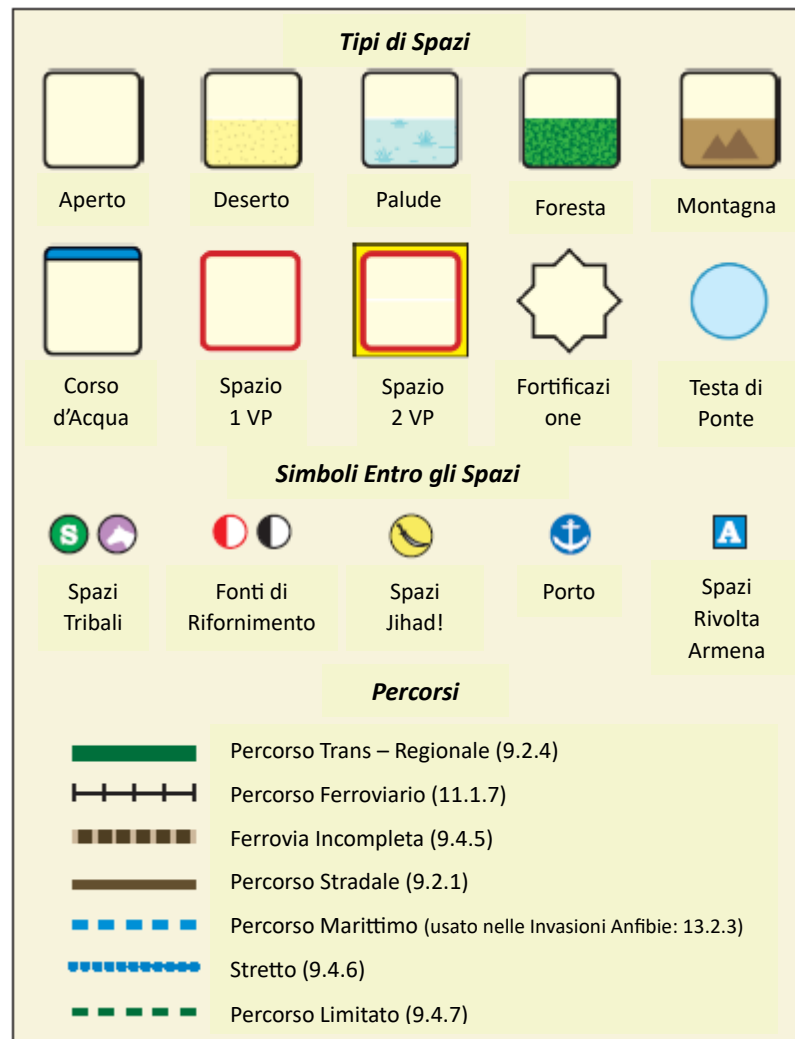 Tipi di Spazi
Aperto
Deserto
Palude
Foresta
Montagna
Corso
d'Acqua
Spazio
1 VP
Spazio
2 VP
Fortificazi
one
Testa di
Ponte
Simboli Entro gli Spazi
S
A
Spazi
Tribali
Fonti di
Rifornimento
Spazi
Jihad!
Porto
Spazi
Rivolta
Armena
Percorsi
Percorso Trans – Regionale (9.2.4)
Percorso Ferroviario (11.1.7)
Ferrovia Incompleta (9.4.5)
Percorso Stradale (9.2.1)
Percorso Marittimo (usato nelle Invasioni Anfibie: 13.2.3)
Stretto (9.4.6)
Percorso Limitato (9.4.7)